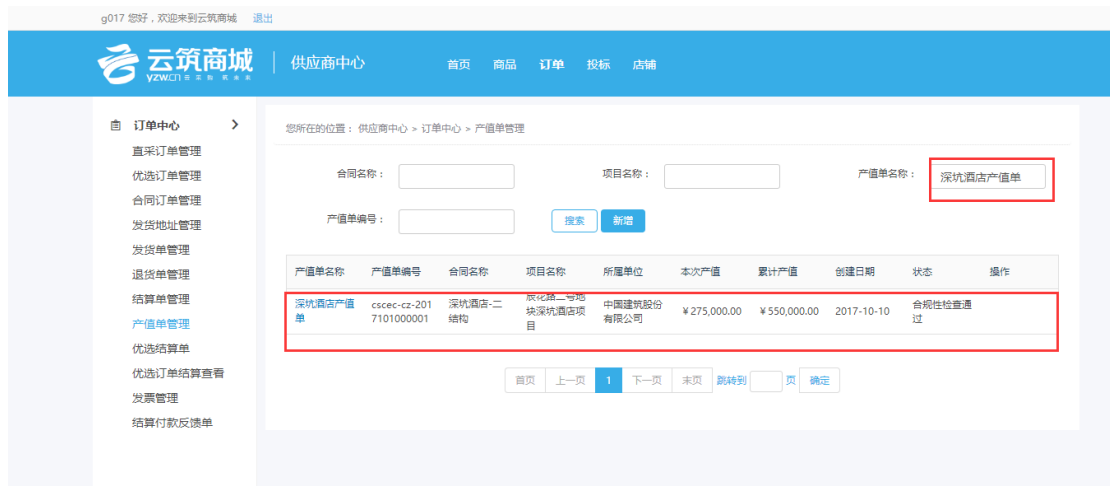 g017 您好，欢迎来到云筑商城 退出
云筑商城
yzw.cn
供应商中心 首页 商品 订单 投标 店铺
订单中心
直采订单管理
优选订单管理
合同订单管理
发货地址管理
发货单管理
退货单管理
结算单管理
产值单管理
优选结算单
优选订单结算查看
发票管理
结算付款反馈单
您所在的位置： 供应商中心 > 订单中心 > 产值单管理
合同名称： 项目名称： 产值单名称： 深坑酒店产值单
产值单编号： 搜索 新增
产值单名称 产值单编号 合同名称 项目名称 所属单位 本次产值 累计产值 创建日期 状态 操作
深坑酒店产值单
cscec-cz-2017101000001
深坑酒店-二结构
辰花路二号地块深坑酒店项目
中国建筑股份有限公司
¥275,000.00
¥550,000.00
2017-10-10
合规性检查通过
首页 上一页 1 下一页 末页 跳转到 页 确定